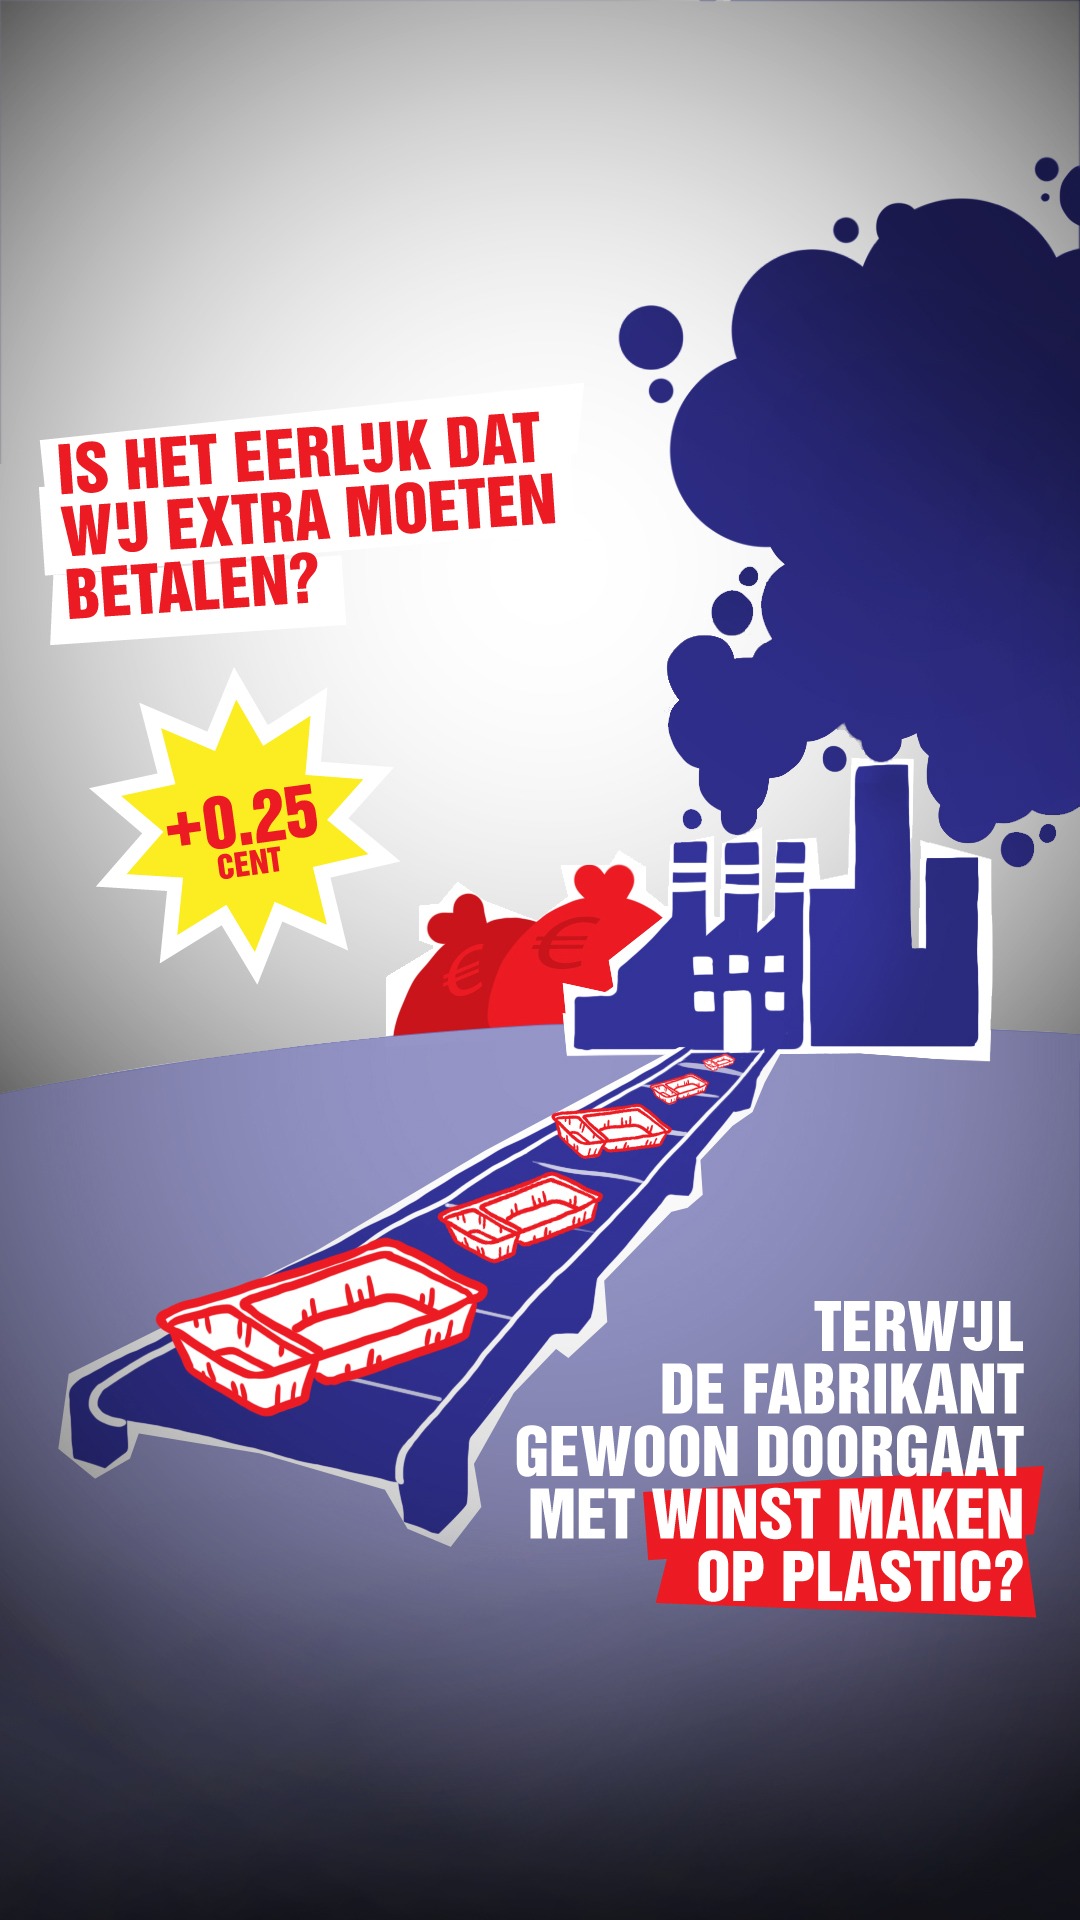 IS HET EERLIJK DAT
WIJ EXTRA MOETEN
BETALEN?
+0.25
CENT
€
€
TERWIJL
DE FABRIKANT
GEWOON DOORGAAT
MET WINST MAKEN
OP PLASTIC?